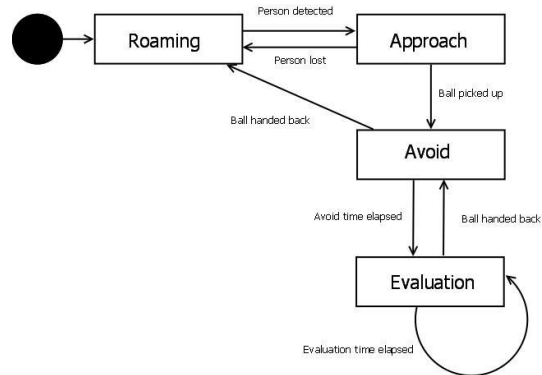 Person detected
Roaming
Approach
Person lost
Ball picked up
Ball handed back
Avoid
Avoid time elapsed
Ball handed back
Evaluation
Evaluation time elapsed